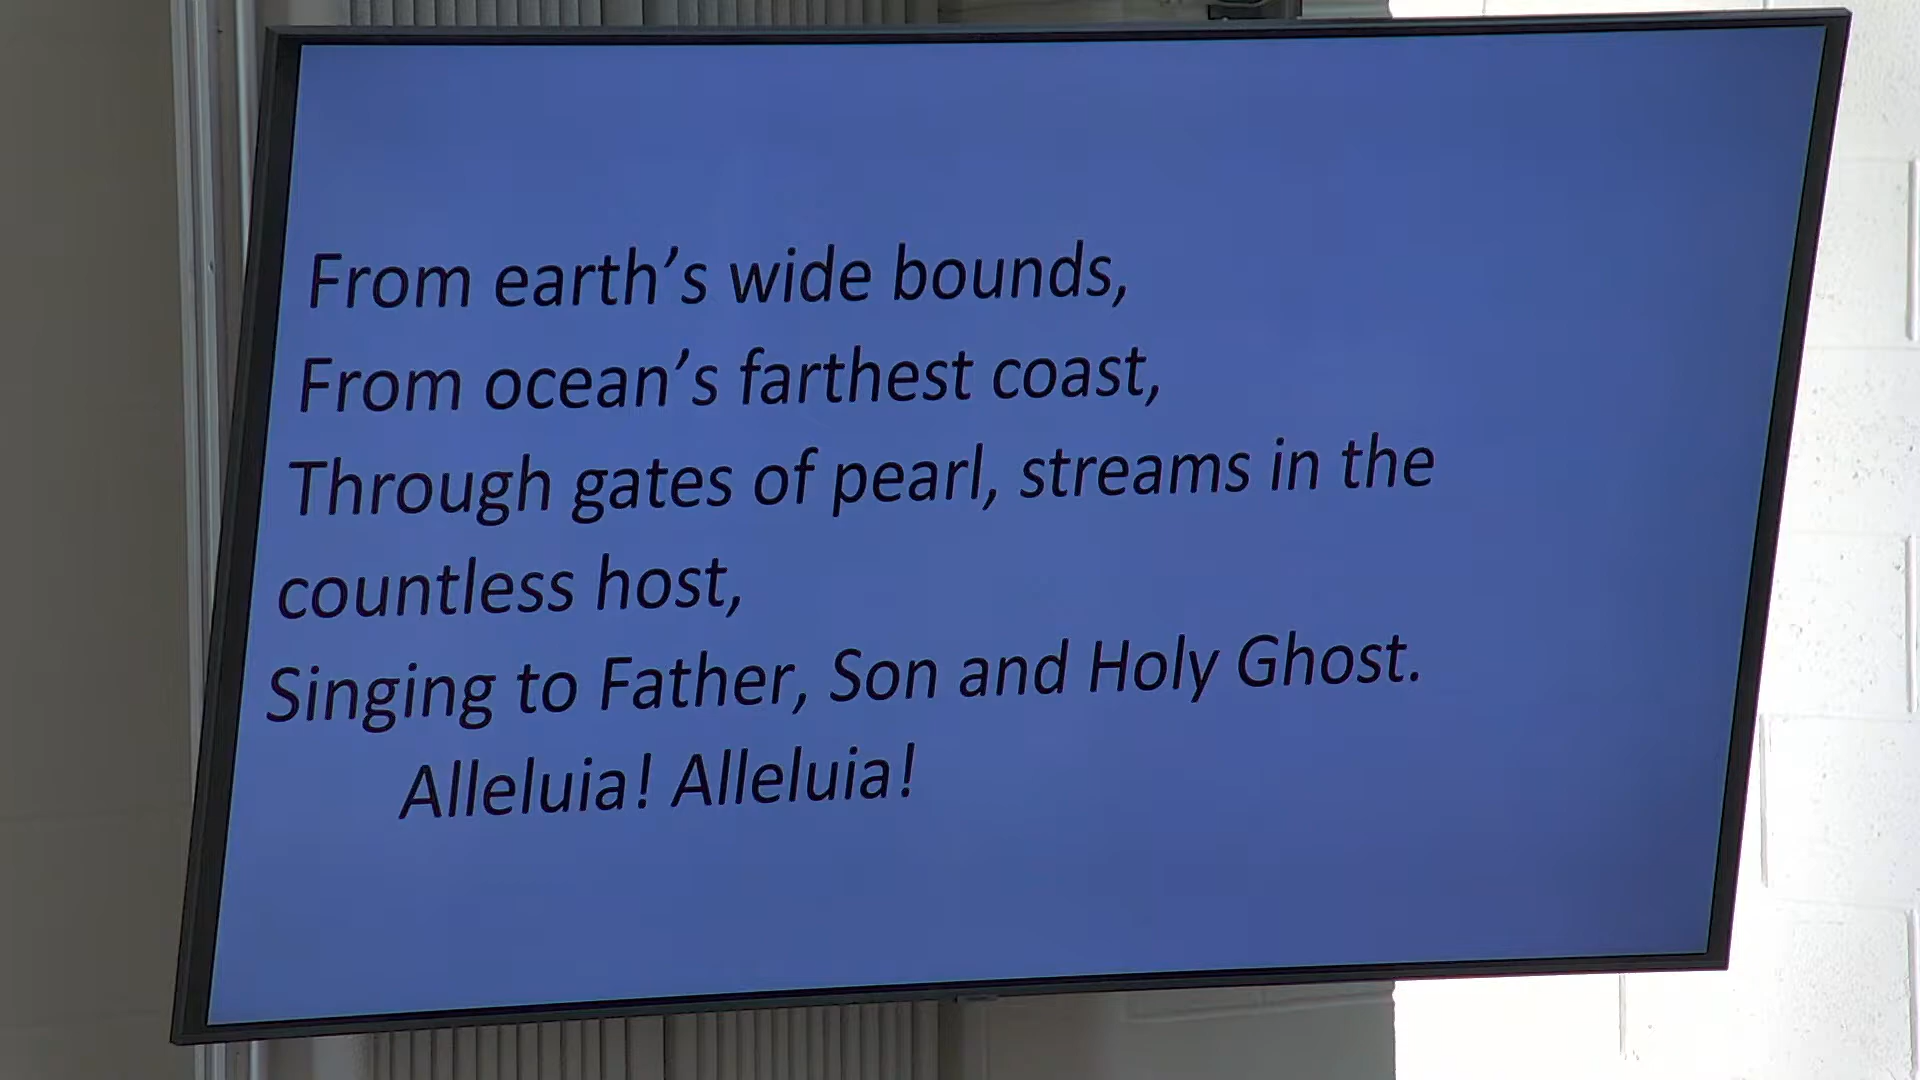 From earth’s wide bounds,
From ocean’s farthest coast,
Through gates of pearl, streams in the
countless host,
Singing to Father, Son and Holy Ghost.
Alleluia! Alleluia!